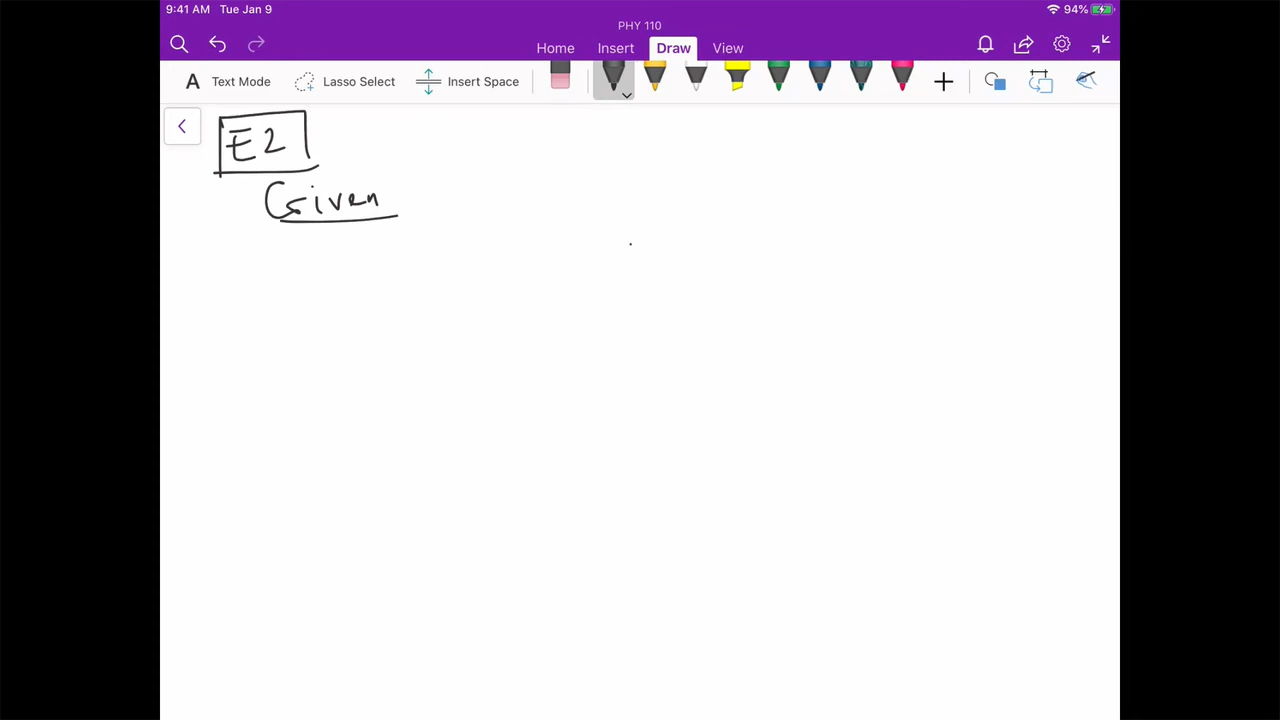 9:41 AM Tue Jan 9
94%
PHY 110
Home Insert Draw View
A Text Mode Lasso Select Insert Space
E2
Given